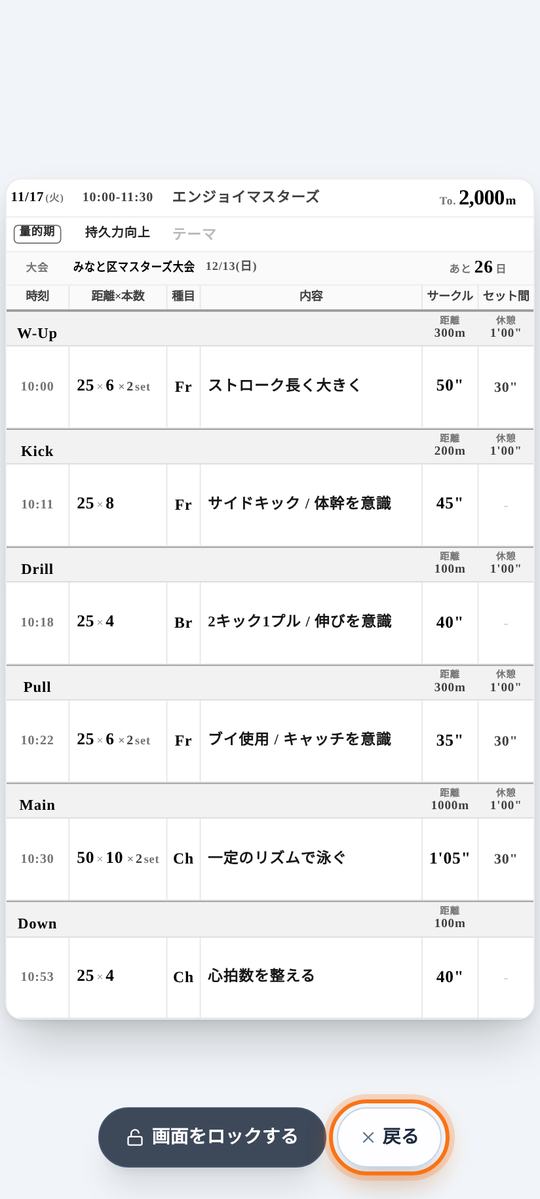 11/17(火) 10:00-11:30 エンジョイマスターズ To. 2,000m
量的期 持久力向上 テーマ
大会 みなと区マスターズ大会 12/13(日) あと 26 日
時刻 距離×本数 種目 内容 サークル セット間
W-Up 距離 300m 休憩 1'00"
10:00 25×6×2set Fr ストローク長く大きく 50" 30"
Kick 距離 200m 休憩 1'00"
10:11 25×8 Fr サイドキック / 体幹を意識 45" -
Drill 距離 100m 休憩 1'00"
10:18 25×4 Br 2キック1プル / 伸びを意識 40" -
Pull 距離 300m 休憩 1'00"
10:22 25×6×2set Fr ブイ使用 / キャッチを意識 35" 30"
Main 距離 1000m 休憩 1'00"
10:30 50×10×2set Ch 一定のリズムで泳ぐ 1'05" 30"
Down 距離 100m
10:53 25×4 Ch 心拍数を整える 40" -
画面をロックする × 戻る